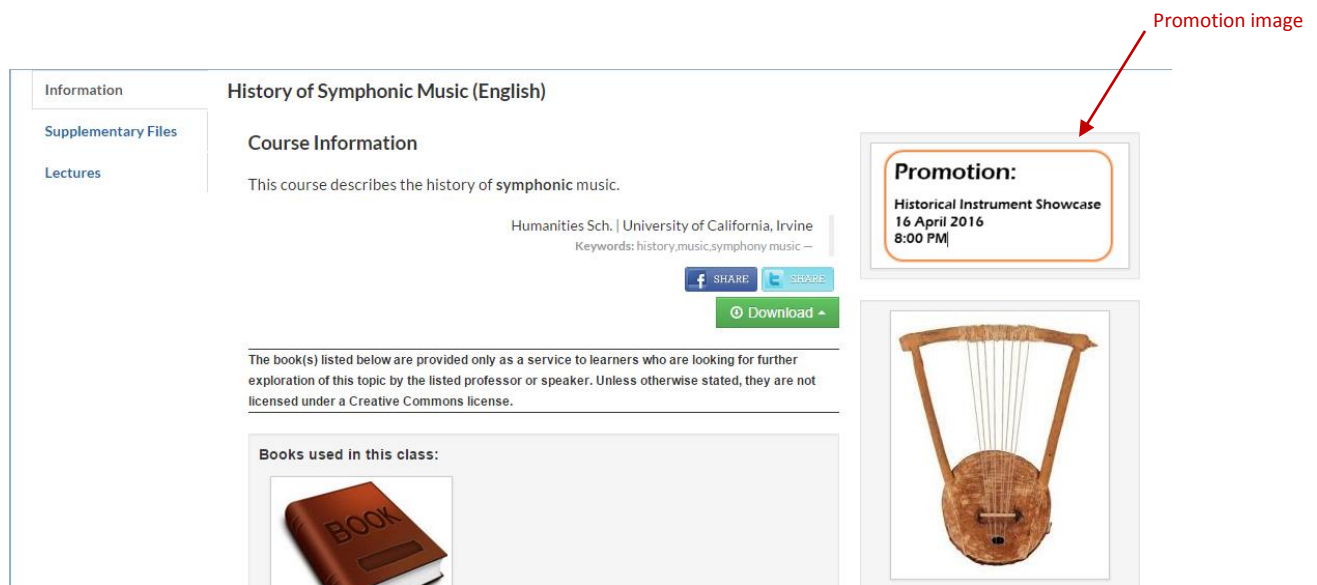 Promotion image
Information
Supplementary Files
Lectures
History of Symphonic Music (English)
Course Information
This course describes the history of symphonic music.
Humanities Sch. | University of California, Irvine
Keywords: history,music,symphony music —
SHARE
SHARE
Download
The book(s) listed below are provided only as a service to learners who are looking for further
exploration of this topic by the listed professor or speaker. Unless otherwise stated, they are not
licensed under a Creative Commons license.
Books used in this class:
BOOK
Promotion:
Historical Instrument Showcase
16 April 2016
8:00 PM